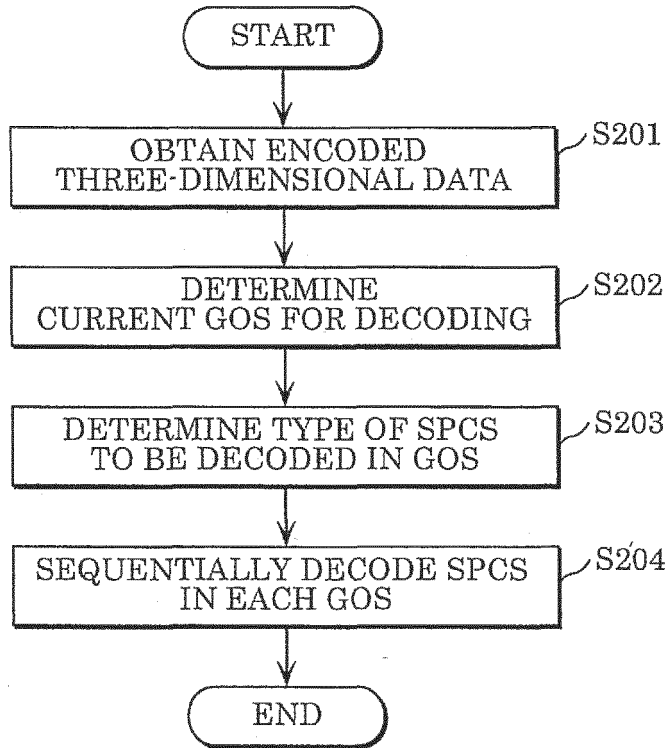 START
OBTAIN ENCODED
THREE-DIMENSIONAL DATA
S201
DETERMINE
CURRENT GOS FOR DECODING
S202
DETERMINE TYPE OF SPCS
TO BE DECODED IN GOS
S203
SEQUENTIALLY DECODE SPCS
IN EACH GOS
S204
END